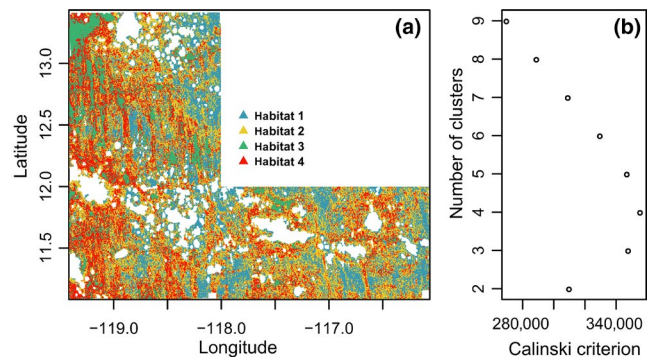 (a)
Latitude
13.0
12.5
12.0
11.5
Habitat 1
Habitat 2
Habitat 3
Habitat 4
−119.0
−118.0
−117.0
Longitude
(b)
Number of clusters
9
8
7
6
5
4
3
2
280,000
340,000
Calinski criterion